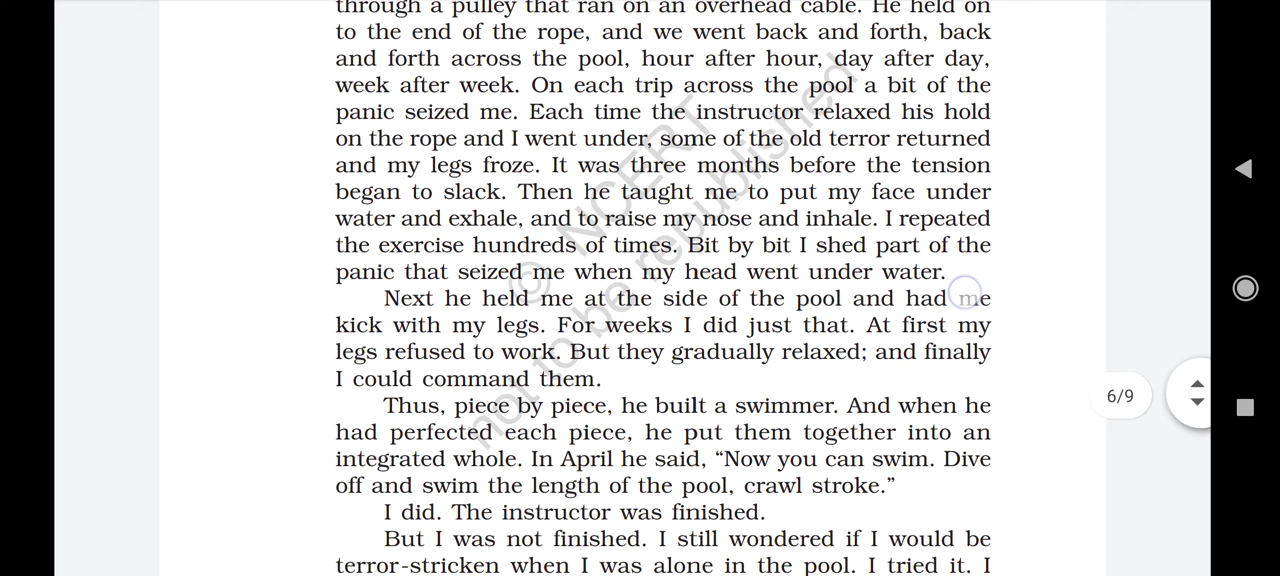 through a pulley that ran on an overhead cable. He held on
to the end of the rope, and we went back and forth, back
and forth across the pool, hour after hour, day after day,
week after week. On each trip across the pool a bit of the
panic seized me. Each time the instructor relaxed his hold
on the rope and I went under, some of the old terror returned
and my legs froze. It was three months before the tension
began to slack. Then he taught me to put my face under
water and exhale, and to raise my nose and inhale. I repeated
the exercise hundreds of times. Bit by bit I shed part of the
panic that seized me when my head went under water.
Next he held me at the side of the pool and had me
kick with my legs. For weeks I did just that. At first my
legs refused to work. But they gradually relaxed; and finally
I could command them.
Thus, piece by piece, he built a swimmer. And when he
had perfected each piece, he put them together into an
integrated whole. In April he said, “Now you can swim. Dive
off and swim the length of the pool, crawl stroke.”
I did. The instructor was finished.
But I was not finished. I still wondered if I would be
terror-stricken when I was alone in the pool. I tried it. I
© NCERT
not to be republished
6/9